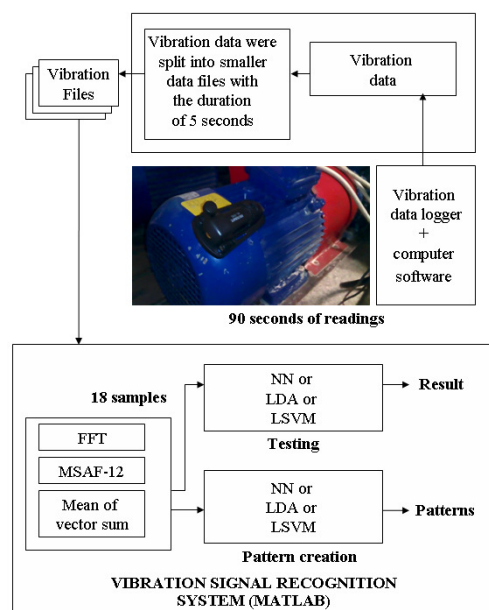 Vibration data were
split into smaller
data files with
the duration
of 5 seconds
Vibration
data
Vibration
Files
Vibration
data logger
+
computer
software
90 seconds of readings
18 samples
FFT
MSAF-12
Mean of
vector sum
NN or
LDA or
LSVM
Testing
Result
NN or
LDA or
LSVM
Pattern creation
Patterns
VIBRATION SIGNAL RECOGNITION
SYSTEM (MATLAB)